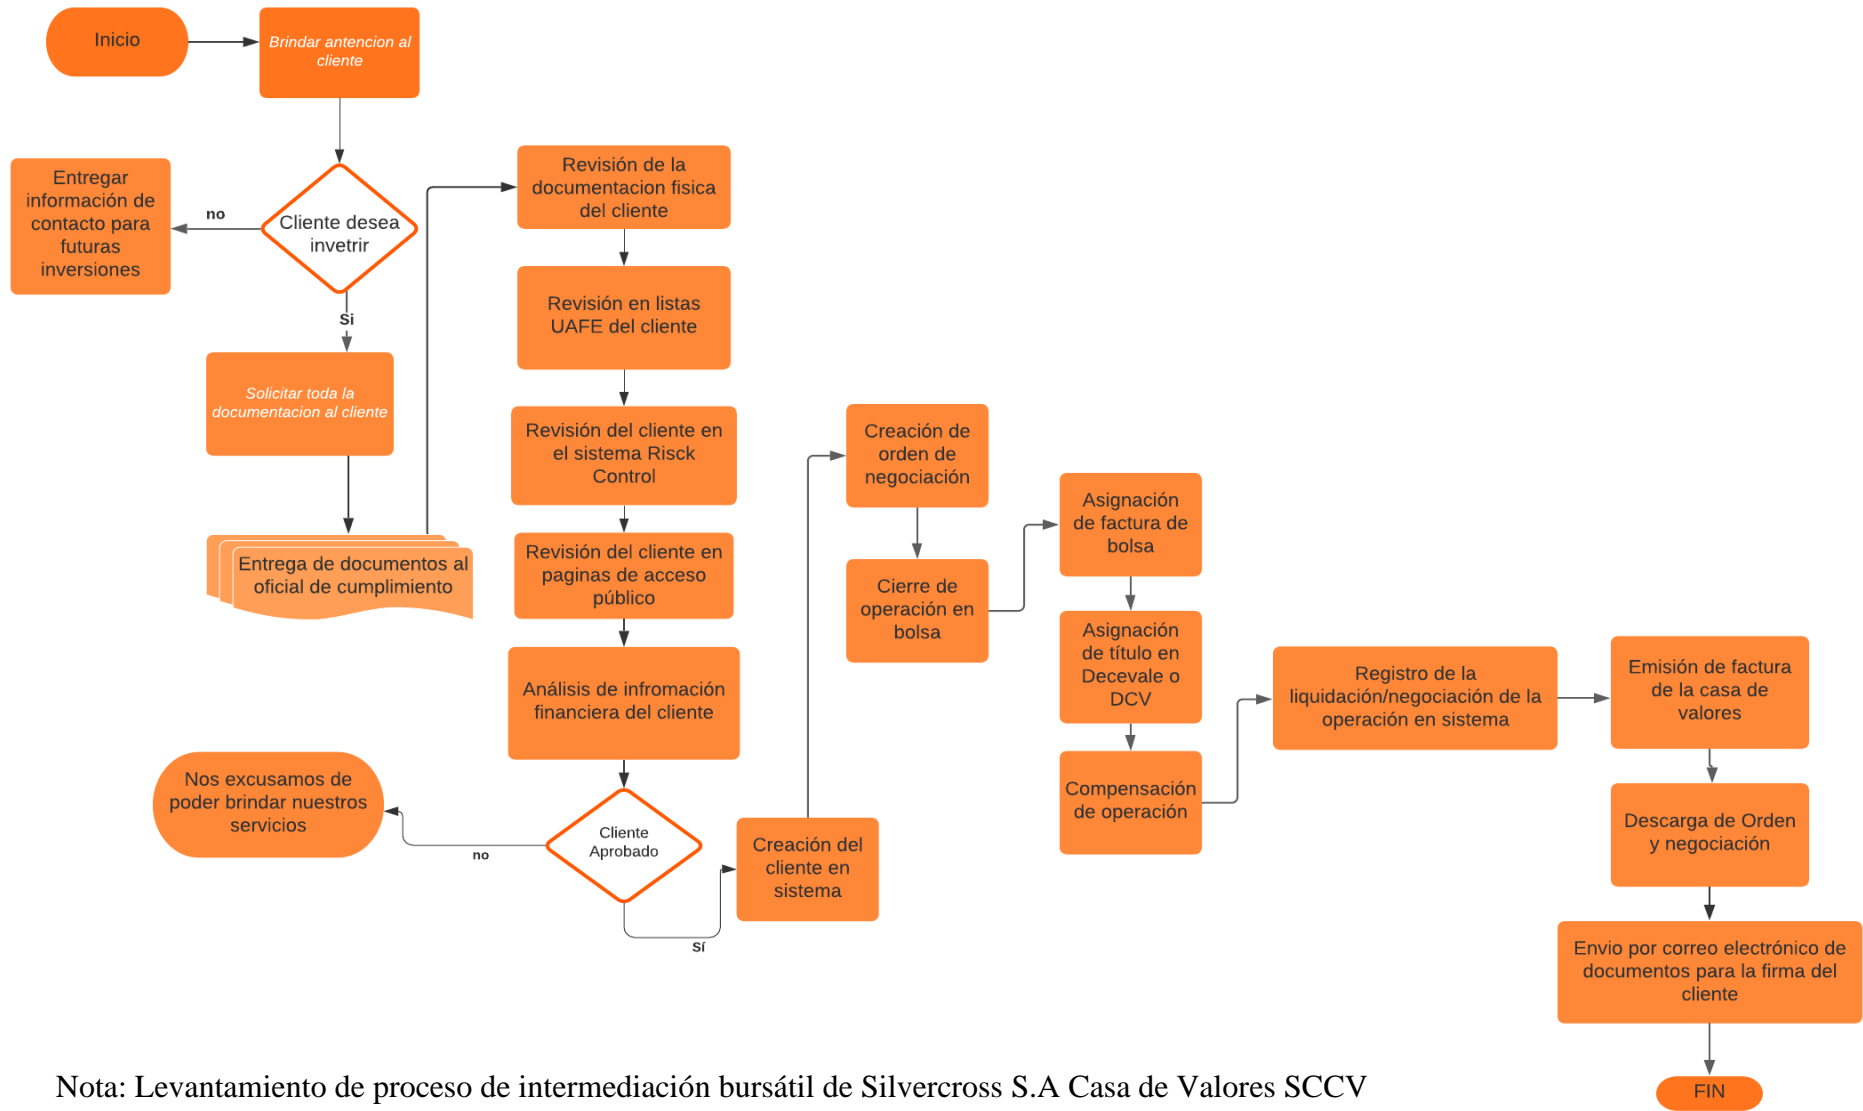 Inicio
Brindar antencion al
cliente
Cliente desea
invetrir
no
Entregar
información de
contacto para
futuras
inversiones
Si
Solicitar toda la
documentacion al cliente
Entrega de documentos al
oficial de cumplimiento
Revisión de la
documentacion fisica
del cliente
Revisión en listas
UAFE del cliente
Revisión del cliente en
el sistema Risck
Control
Revisión del cliente en
paginas de acceso
público
Análisis de infromación
financiera del cliente
Cliente
Aprobado
no
Nos excusamos de
poder brindar nuestros
servicios
Sí
Creación del
cliente en
sistema
Creación de
orden de
negociación
Cierre de
operación en
bolsa
Asignación
de factura de
bolsa
Asignación
de título en
Decevale o
DCV
Compensación
de operación
Registro de la
liquidación/negociación de la
operación en sistema
Emisión de factura
de la casa de
valores
Descarga de Orden
y negociación
Envio por correo electrónico de
documentos para la firma del
cliente
FIN
Nota: Levantamiento de proceso de intermediación bursátil de Silvercross S.A Casa de Valores SCCV